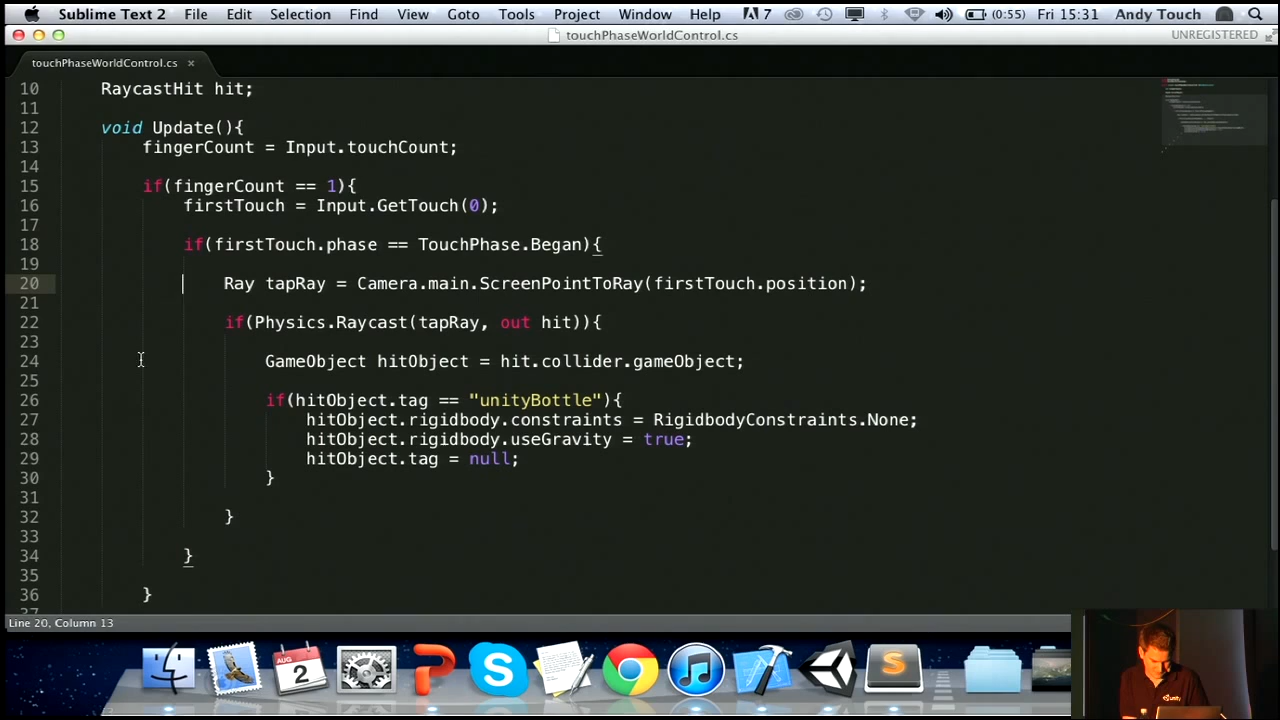 Sublime Text 2 File Edit Selection Find View Goto Tools Project Window Help 7 (0:55) Fri 15:31 Andy Touch
touchPhaseWorldControl.cs UNREGISTERED
touchPhaseWorldControl.cs ×
10 RaycastHit hit;
11
12 void Update(){
13 fingerCount = Input.touchCount;
14
15 if(fingerCount == 1){
16 firstTouch = Input.GetTouch(0);
17
18 if(firstTouch.phase == TouchPhase.Began){
19
20 Ray tapRay = Camera.main.ScreenPointToRay(firstTouch.position);
21
22 if(Physics.Raycast(tapRay, out hit)){
23
24 GameObject hitObject = hit.collider.gameObject;
25
26 if(hitObject.tag == "unityBottle"){
27 hitObject.rigidbody.constraints = RigidbodyConstraints.None;
28 hitObject.rigidbody.useGravity = true;
29 hitObject.tag = null;
30 }
31
32 }
33
34 }
35
36 }
37
Line 20, Column 13
AUG
2
unity